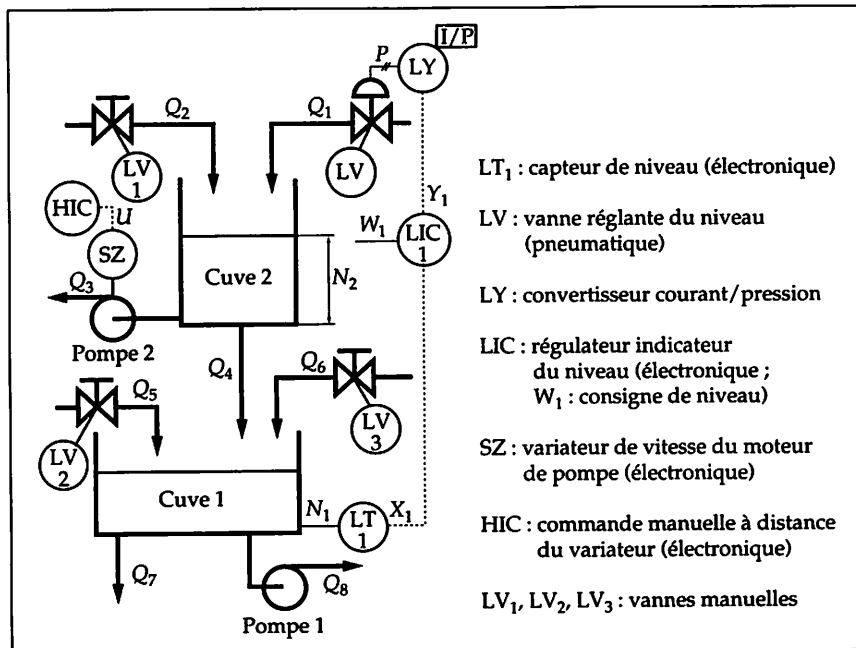 I/P
P
LY
Q2
Q1
LV
1
LV
HIC
U
SZ
Y1
W1
LIC
1
Q3
Cuve 2
N2
Pompe 2
Q4
Q5
Q6
LV
2
LV
3
Cuve 1
N1
LT
1
X1
Q7
Q8
Pompe 1
LT1 : capteur de niveau (électronique)
LV : vanne réglante du niveau
(pneumatique)
LY : convertisseur courant/pression
LIC : régulateur indicateur
du niveau (électronique ;
W1 : consigne de niveau)
SZ : variateur de vitesse du moteur
de pompe (électronique)
HIC : commande manuelle à distance
du variateur (électronique)
LV1, LV2, LV3 : vannes manuelles